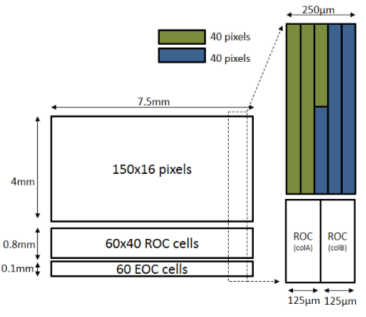 250µm
40 pixels
40 pixels
7.5mm
150x16 pixels
4mm
60x40 ROC cells
0.8mm
60 EOC cells
0.1mm
ROC
(colA)
ROC
(colB)
125µm
125µm